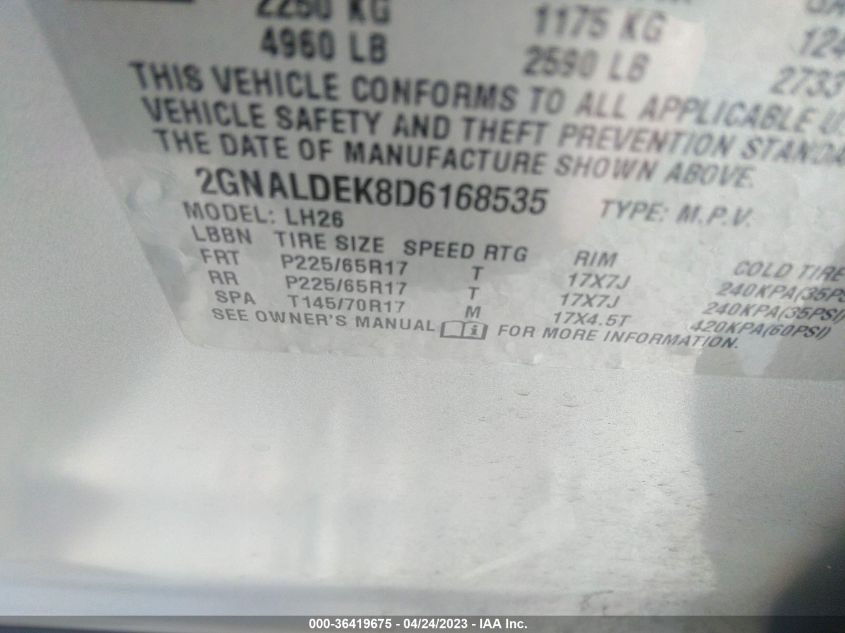 2250 KG 1175 KG
4960 LB 2590 LB 2733
THIS VEHICLE CONFORMS TO ALL APPLICABLE U.
VEHICLE SAFETY AND THEFT PREVENTION STANDA
THE DATE OF MANUFACTURE SHOWN ABOVE.
2GNALDEK8D6168535 TYPE: M.P.V.
MODEL: LH26
LBBN TIRE SIZE SPEED RTG RIM COLD TIRE
FRT P225/65R17 T 17X7J 240KPA(35PS
RR P225/65R17 T 17X7J 240KPA(35PSI)
SPA T145/70R17 M 17X4.5T 420KPA(60PSI)
SEE OWNER'S MANUAL FOR MORE INFORMATION.
000-36419675 - 04/24/2023 - IAA Inc.